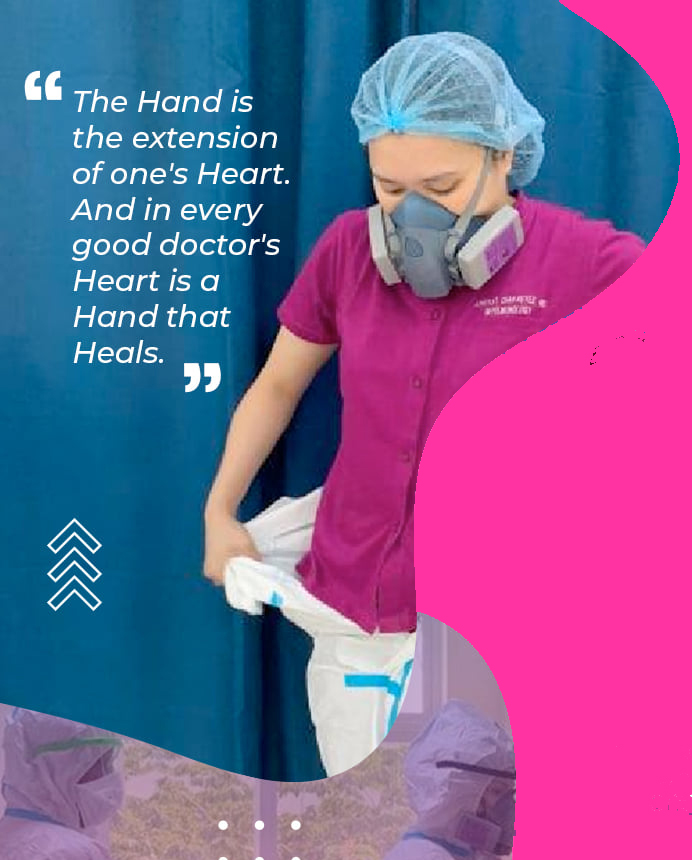 “ The Hand is
the extension
of one's Heart.
And in every
good doctor's
Heart is a
Hand that
Heals. ”